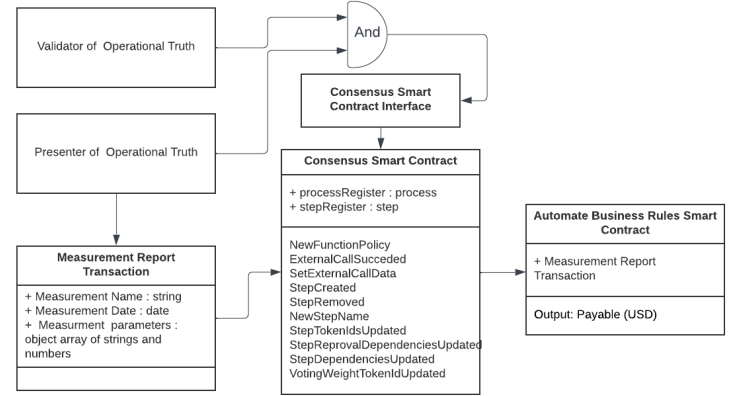 Validator of Operational Truth
And
Consensus Smart
Contract Interface
Presenter of Operational Truth
Consensus Smart Contract
+ processRegister : process
+ stepRegister : step
NewFunctionPolicy
ExternalCallSucceded
SetExternalCallData
StepCreated
StepRemoved
NewStepName
StepTokenIdsUpdated
StepReprovalDependenciesUpdated
StepDependenciesUpdated
VotingWeightTokenIdUpdated
Measurement Report
Transaction
+ Measurement Name : string
+ Measurement Date : date
+ Measurment parameters :
object array of strings and
numbers
Automate Business Rules Smart
Contract
+ Measurement Report
Transaction
Output: Payable (USD)